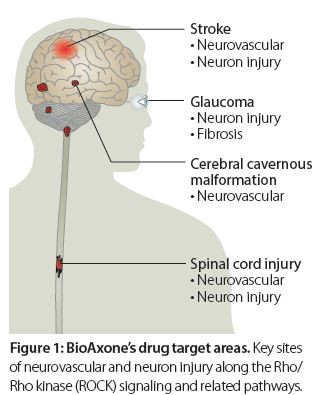 Stroke
• Neurovascular
• Neuron injury
Glaucoma
• Neuron injury
• Fibrosis
Cerebral cavernous
malformation
• Neurovascular
Spinal cord injury
• Neurovascular
• Neuron injury
Figure 1: BioAxone's drug target areas. Key sites
of neurovascular and neuron injury along the Rho/
Rho kinase (ROCK) signaling and related pathways.